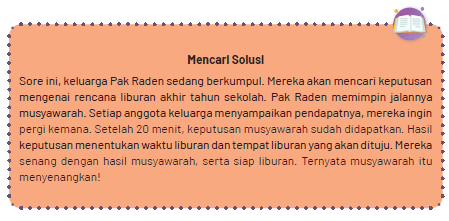 Mencari Solusi
Sore ini, keluarga Pak Raden sedang berkumpul. Mereka akan mencari keputusan
mengenai rencana liburan akhir tahun sekolah. Pak Raden memimpin jalannya
musyawarah. Setiap anggota keluarga menyampaikan pendapatnya, mereka ingin
pergi kemana. Setelah 20 menit, keputusan musyawarah sudah didapatkan. Hasil
keputusan menentukan waktu liburan dan tempat liburan yang akan dituju. Mereka
senang dengan hasil musyawarah, serta siap liburan. Ternyata musyawarah itu
menyenangkan!